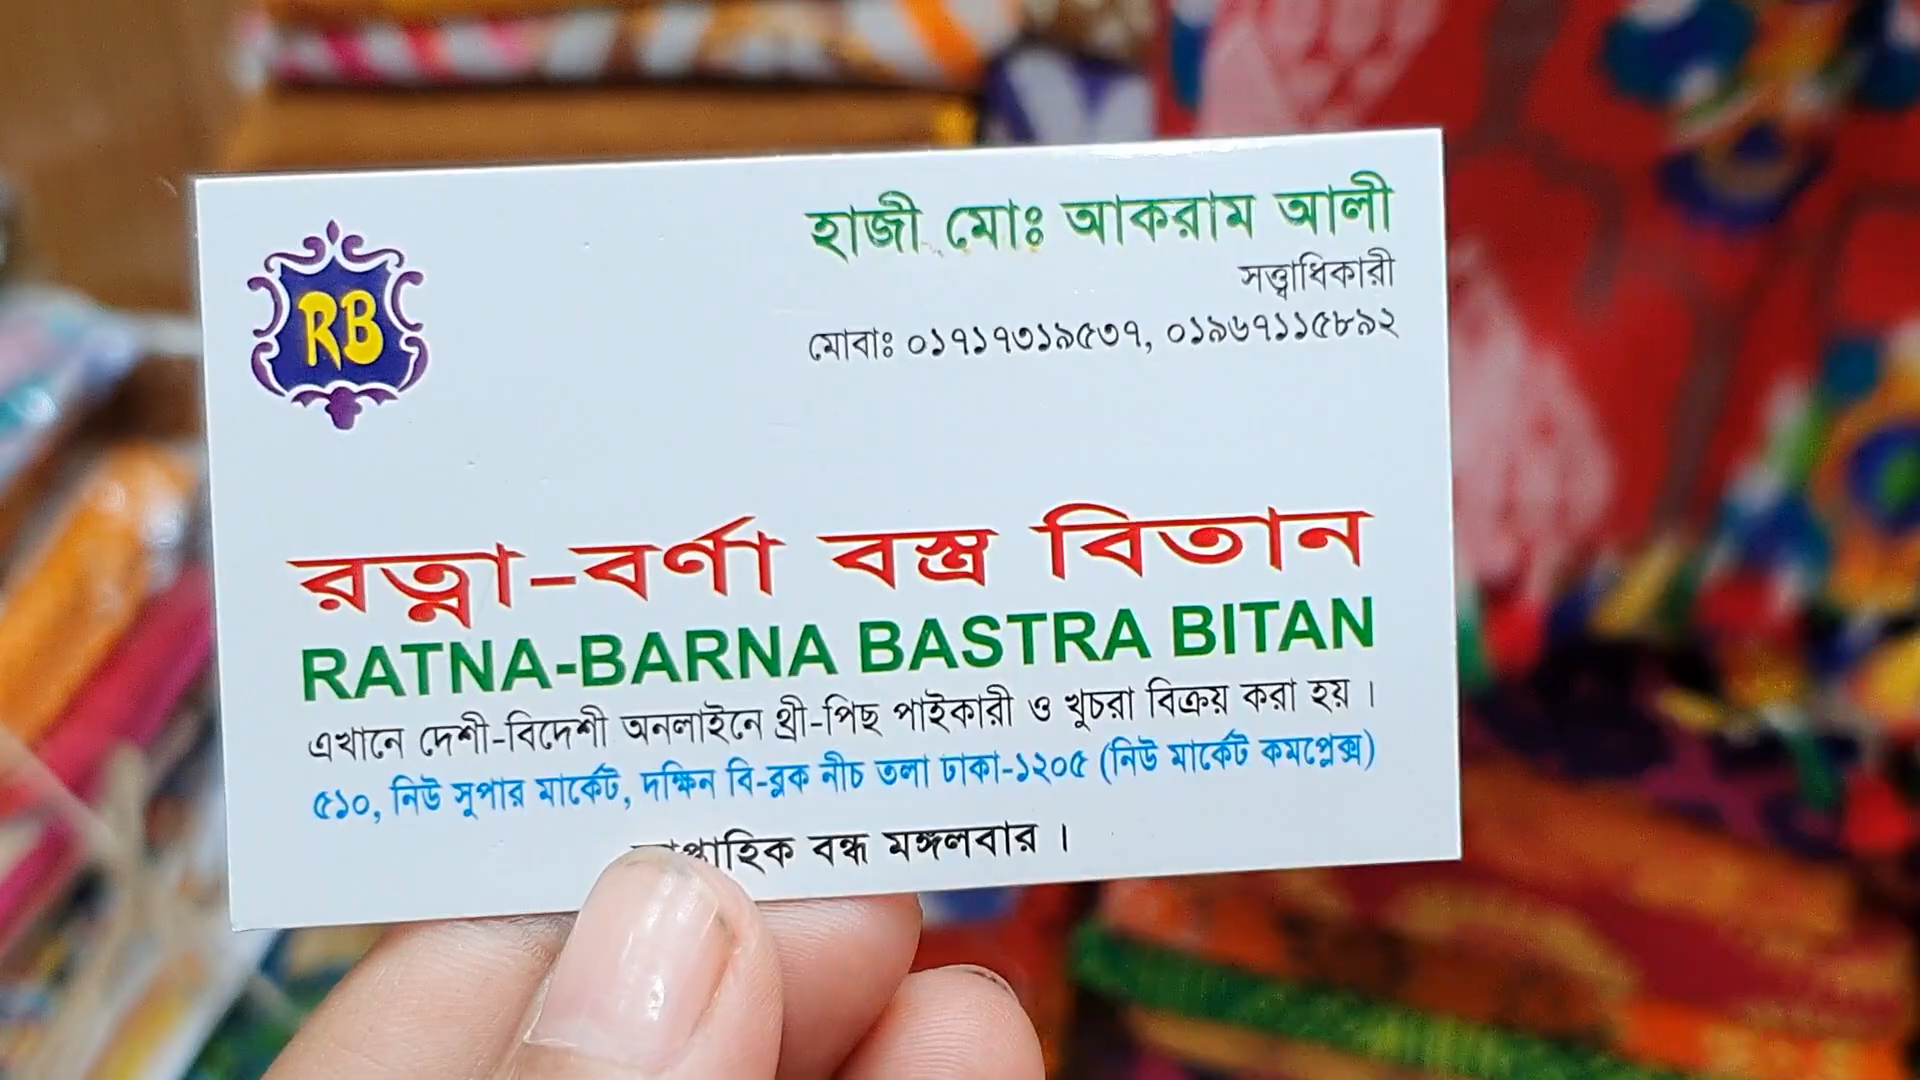 হাজী মোঃ আকরাম আলী
সত্ত্বাধিকারী
মোবাঃ ০১৭১৭৩১৯৫৩৭, ০১৯৬৭১১৫৮৯২
RB
রত্না-বর্ণা বস্ত্র বিতান
RATNA-BARNA BASTRA BITAN
এখানে দেশী-বিদেশী অনলাইনে থ্রী-পিছ পাইকারী ও খুচরা বিক্রয় করা হয় ।
৫১০, নিউ সুপার মার্কেট, দক্ষিন বি-ব্লক নীচ তলা ঢাকা-১২০৫ (নিউ মার্কেট কমপ্লেক্স)
বন্ধ মঙ্গলবার ।